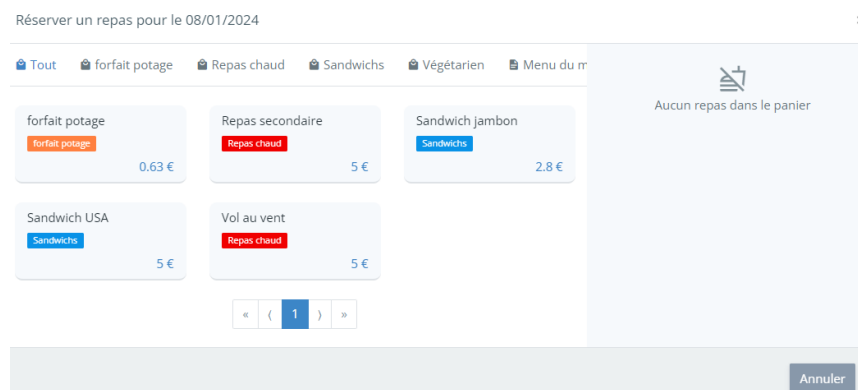 Réserver un repas pour le 08/01/2024
Tout forfait potage Repas chaud Sandwichs Végétarien Menu du m
forfait potage
forfait potage
0.63 €
Repas secondaire
Repas chaud
5 €
Sandwich jambon
Sandwichs
2.8 €
Sandwich USA
Sandwichs
5 €
Vol au vent
Repas chaud
5 €
« ⟨ 1 ⟩ »
Aucun repas dans le panier
Annuler